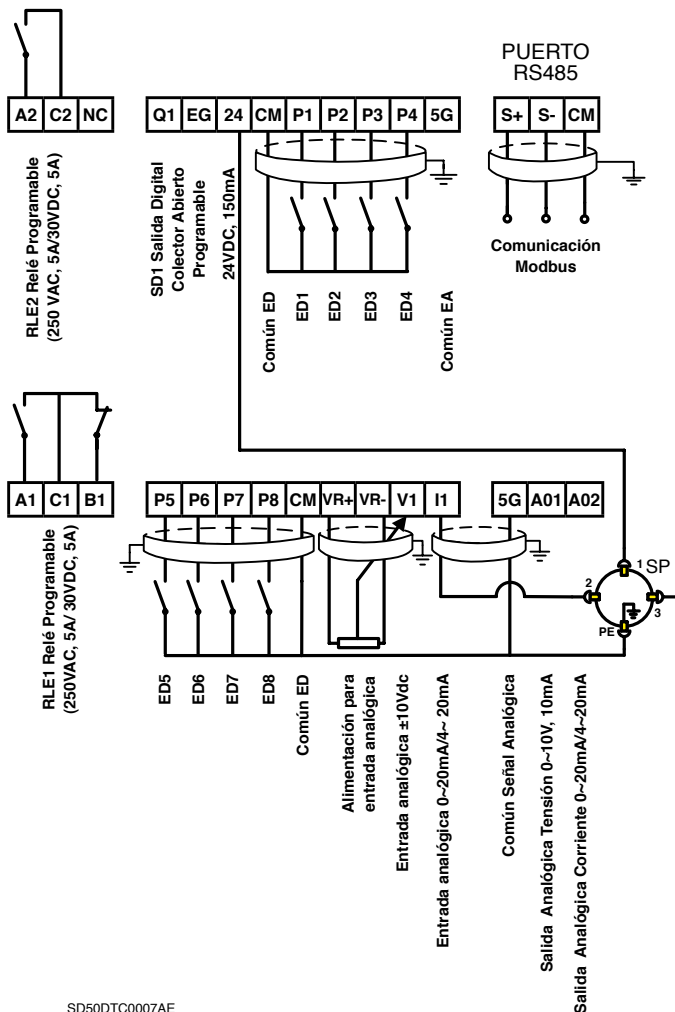 A2 C2 NC
RLE2 Relé Programable
(250 VAC, 5A/30VDC, 5A)
Q1 EG 24 CM P1 P2 P3 P4 5G
SD1 Salida Digital
Colector Abierto
Programable
24VDC, 150mA
Común ED
ED1
ED2
ED3
ED4
Común EA
PUERTO
RS485
S+ S- CM
Comunicación
Modbus
A1 C1 B1
RLE1 Relé Programable
(250VAC, 5A/ 30VDC, 5A)
P5 P6 P7 P8 CM VR+ VR- V1 I1
5G A01 A02
ED5
ED6
ED7
ED8
Común ED
Alimentación para
entrada analógica
Entrada analógica ±10Vdc
Entrada analógica 0~20mA/4~ 20mA
Común Señal Analógica
Salida Analógica Tensión 0~10V, 10mA
Salida Analógica Corriente 0~20mA/4~20mA
1 SP
2
3
PE
SD50DTC0007AE